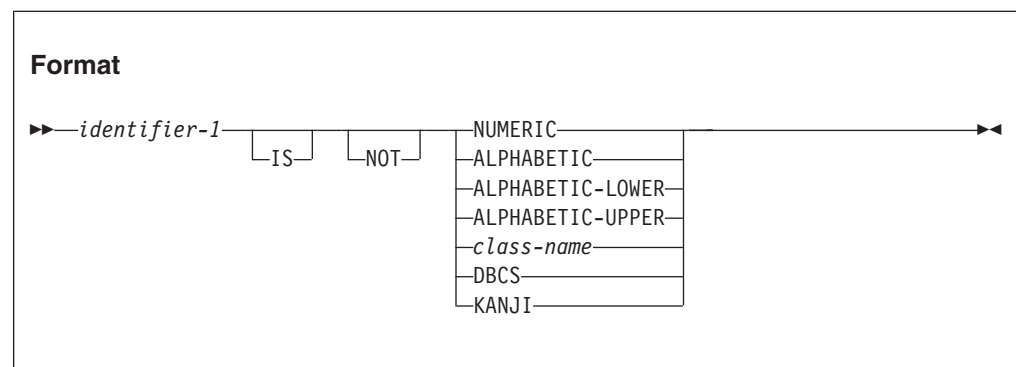 Format
identifier-1 IS NOT NUMERIC
ALPHABETIC
ALPHABETIC-LOWER
ALPHABETIC-UPPER
class-name
DBCS
KANJI